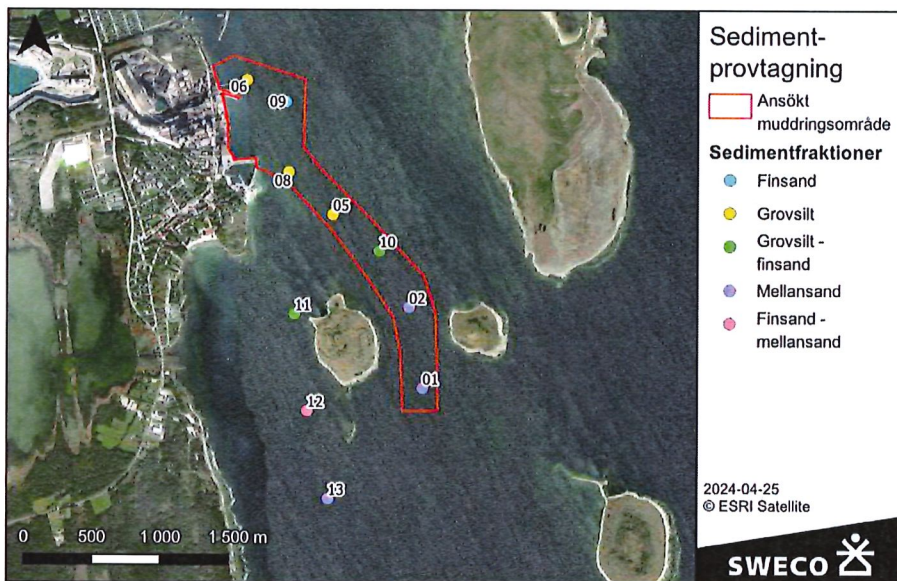 Sediment-
provtagning
Ansökt
muddringsområde
Sedimentfraktioner
Finsand
Grovsilt
Grovsilt -
finsand
Mellansand
Finsand -
mellansand
2024-04-25
© ESRI Satellite
SWECO
06
09
08
05
10
02
11
01
12
13
0 500 1 000 1 500 m